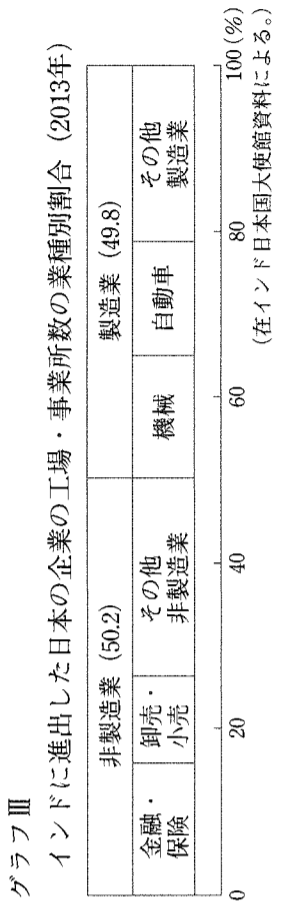 グラフⅢ
インドに進出した日本の企業の工場・事業所数の業種別割合（2013年）
非製造業（50.2）
製造業（49.8）
金融・
保険
卸売・
小売
その他
非製造業
機械
自動車
その他
製造業
0
20
40
60
80
100（%）
（在インド日本国大使館資料による。）